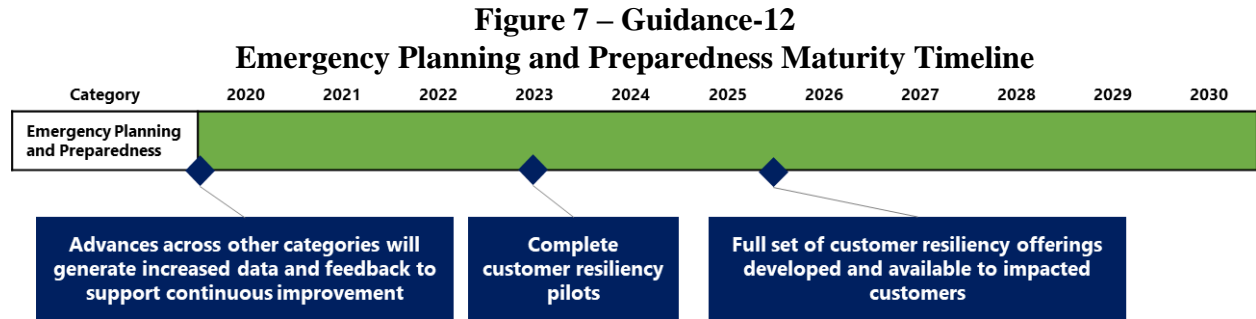 Figure 7 – Guidance-12
Emergency Planning and Preparedness Maturity Timeline
Category 2020 2021 2022 2023 2024 2025 2026 2027 2028 2029 2030
Emergency Planning
and Preparedness
Advances across other categories will
generate increased data and feedback to
support continuous improvement
Complete
customer resiliency
pilots
Full set of customer resiliency offerings
developed and available to impacted
customers